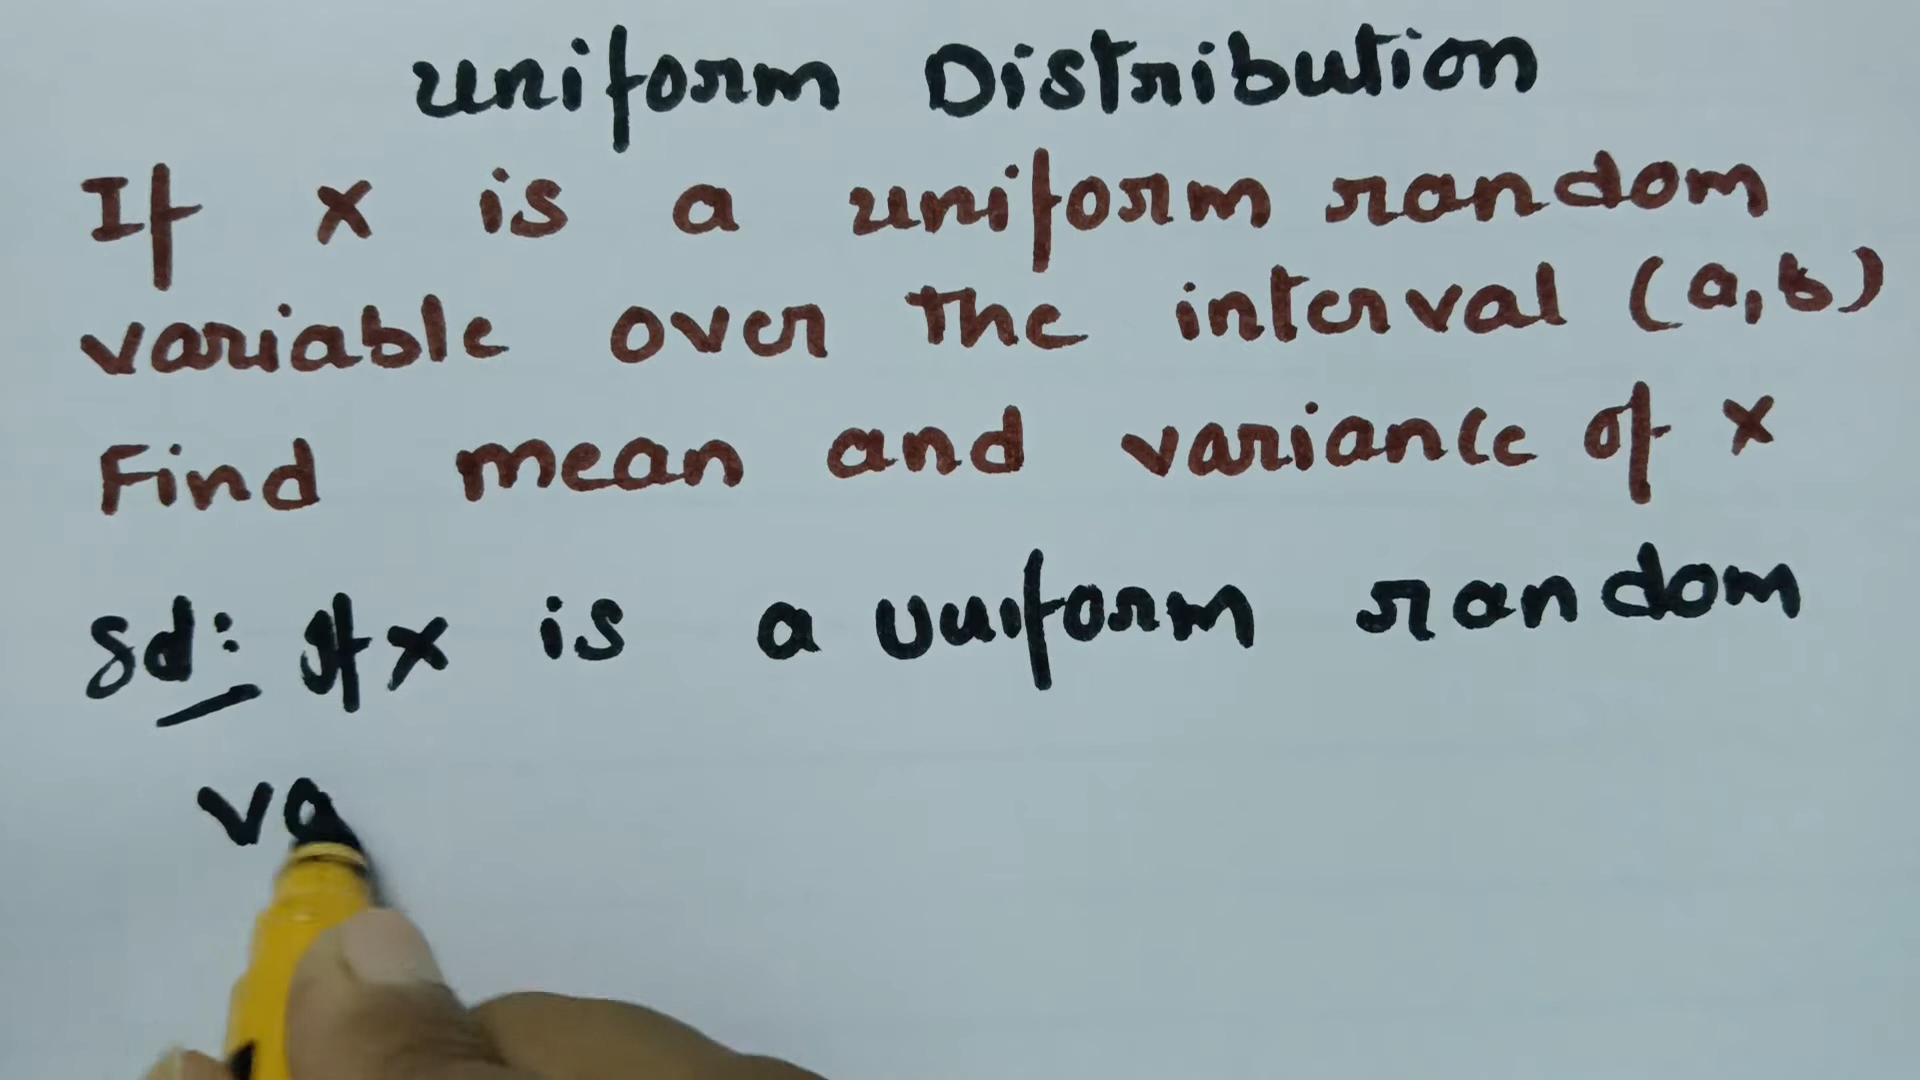 uniform Distribution
If x is a uniform random
variable over the interval (a,b)
Find mean and variance of x
Sol: If x is a uniform random
va